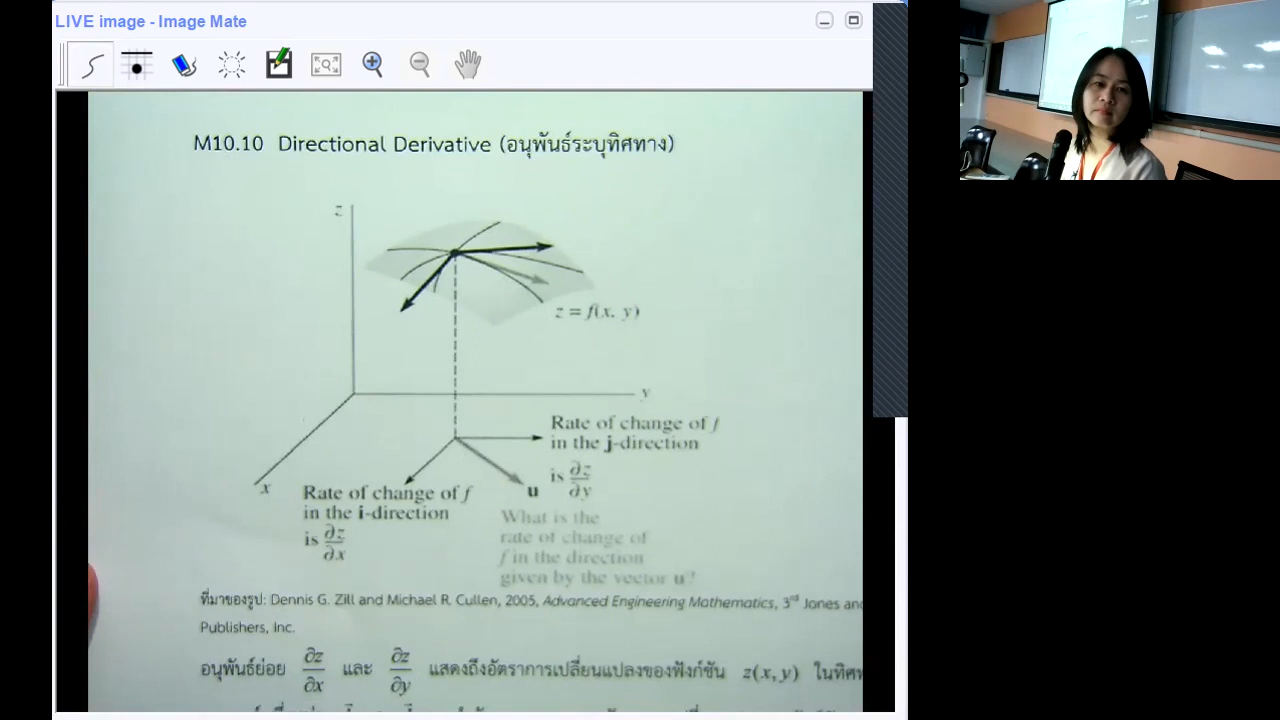 LIVE image - Image Mate
M10.10 Directional Derivative (อนุพันธ์ระบุทิศทาง)
z
z = f(x, y)
y
Rate of change of f
in the j-direction
is ∂z/∂y
x
Rate of change of f
in the i-direction
is ∂z/∂x
u
What is the
rate of change of
f in the direction
given by the vector u?
ที่มาของรูป: Dennis G. Zill and Michael R. Cullen, 2005, Advanced Engineering Mathematics, 3rd Jones and
Publishers, Inc.
อนุพันธ์ย่อย ∂z/∂x และ ∂z/∂y แสดงถึงอัตราการเปลี่ยนแปลงของฟังก์ชัน z(x, y) ในทิศ